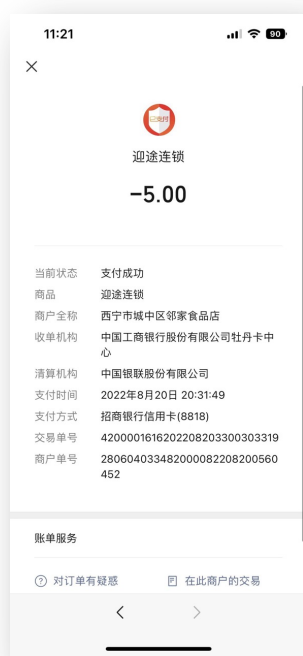 11:21
90
记支付
迎途连锁
-5.00
当前状态 支付成功
商品 迎途连锁
商户全称 西宁市城中区邻家食品店
收单机构 中国工商银行股份有限公司牡丹卡中
心
清算机构 中国银联股份有限公司
支付时间 2022年8月20日 20:31:49
支付方式 招商银行信用卡(8818)
交易单号 4200001616202208203300303319
商户单号 28060403348200008220820​0560
452
账单服务
对订单有疑惑 在此商户的交易